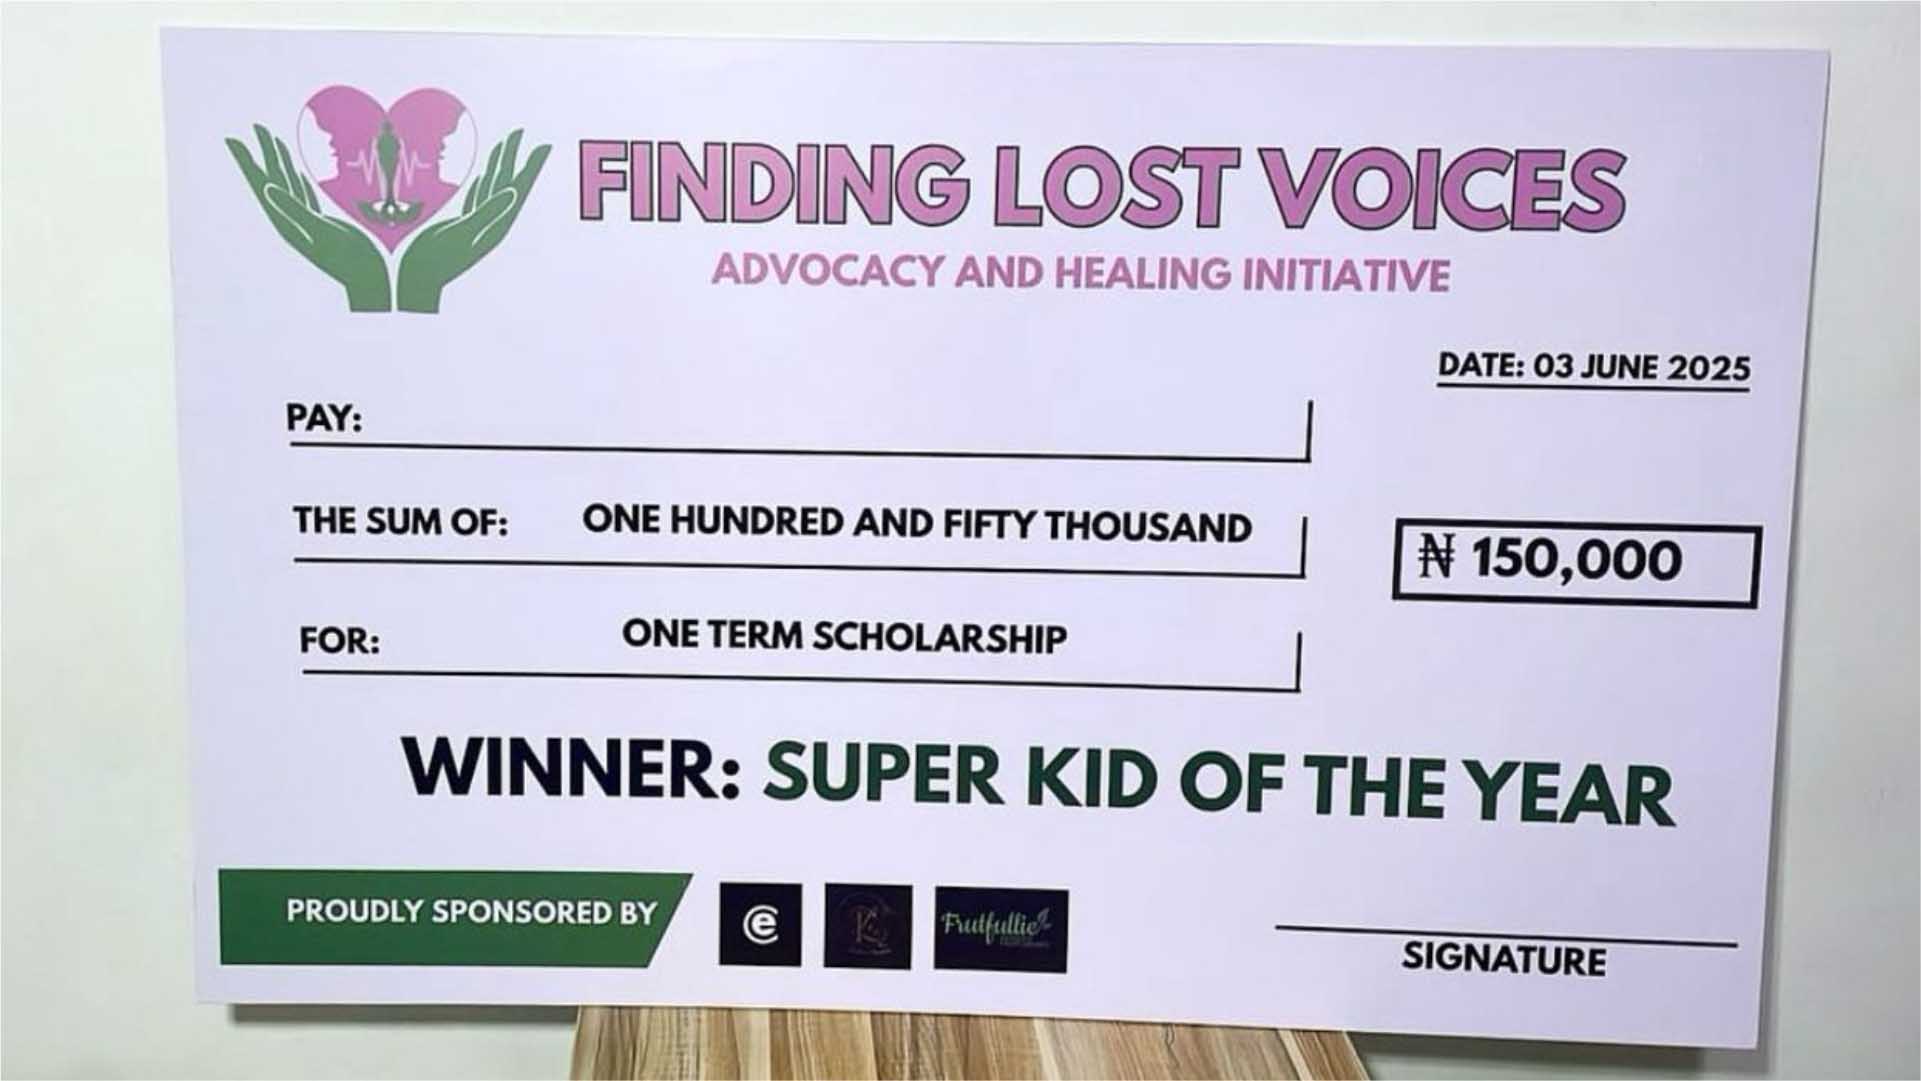 FINDING LOST VOICES
ADVOCACY AND HEALING INITIATIVE
DATE: 03 JUNE 2025
PAY:
THE SUM OF: ONE HUNDRED AND FIFTY THOUSAND
₦ 150,000
FOR: ONE TERM SCHOLARSHIP
WINNER: SUPER KID OF THE YEAR
PROUDLY SPONSORED BY
Frutfullie
SIGNATURE